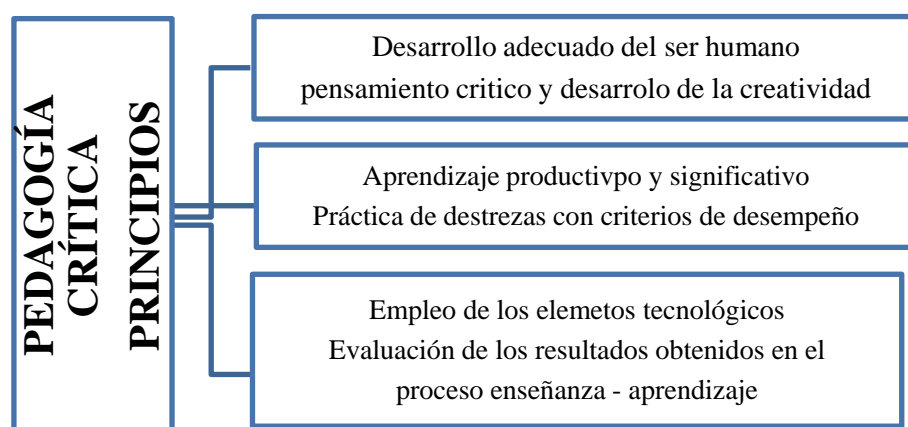 PEDAGOGÍA
CRÍTICA
PRINCIPIOS
Desarrollo adecuado del ser humano
pensamiento critico y desarrolo de la creatividad
Aprendizaje productivpo y significativo
Práctica de destrezas con criterios de desempeño
Empleo de los elemetos tecnológicos
Evaluación de los resultados obtenidos en el
proceso enseñanza - aprendizaje